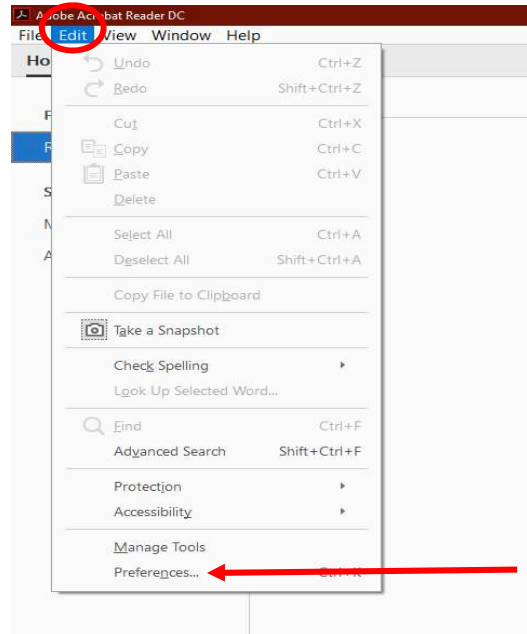 Adobe Acrobat Reader DC
File Edit View Window Help
Ho
Undo Ctrl+Z
Redo Shift+Ctrl+Z
F
Cut Ctrl+X
R
Copy Ctrl+C
Paste Ctrl+V
S
Delete
N
Select All Ctrl+A
A
Deselect All Shift+Ctrl+A
Copy File to Clipboard
Take a Snapshot
Check Spelling
Look Up Selected Word...
Find Ctrl+F
Advanced Search Shift+Ctrl+F
Protection
Accessibility
Manage Tools
Preferences... Ctrl+K